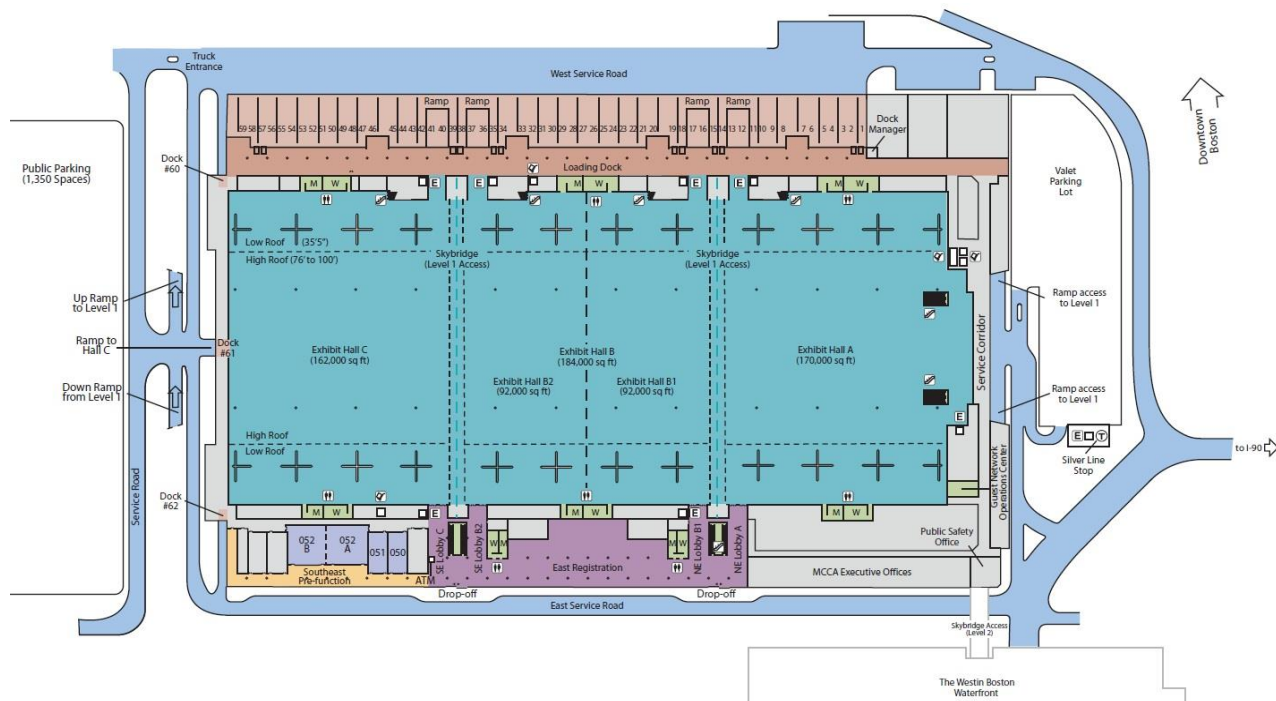 Truck
Entrance
West Service Road
Downtown
Boston
Ramp
Ramp
Ramp
Ramp
59 58 57 56 55 54 53 52 51 50 49 48 47 46 45 44 43 42 41 40 39 38 37 36 35 34 33 32 31 30 29 28 27 26 25 24 23 22 21 20 19 18 17 16 15 14 13 12 11 10 9 8 7 6 5 4 3 2 1
Dock
Manager
Public Parking
(1,350 Spaces)
Dock
#60
Loading Dock
Valet
Parking
Lot
M W
E
E
M W
E
E
M W
Low Roof (35'5")
High Roof (76' to 100')
Skybridge
(Level 1 Access)
Skybridge
(Level 1 Access)
Up Ramp
to Level 1
Ramp access
to Level 1
Ramp to
Hall C
Dock
#61
Exhibit Hall C
(162,000 sq ft)
Exhibit Hall B
(184,000 sq ft)
Exhibit Hall A
(170,000 sq ft)
Service Corridor
Down Ramp
from Level 1
Exhibit Hall B2
(92,000 sq ft)
Exhibit Hall B1
(92,000 sq ft)
Ramp access
to Level 1
E
High Roof
Low Roof
E T
Silver Line
Stop
to I-90
Service Road
Dock
#62
Guest Network
Operations Center
M W
E
M W
E
M W
052
B
052
A
051
050
SE Lobby C
SE Lobby B2
W M
M W
NE Lobby B1
NE Lobby A
Public Safety
Office
Southeast
Pre-function
ATM
East Registration
MCCA Executive Offices
Drop-off
Drop-off
East Service Road
Skybridge Access
(Level 2)
The Westin Boston
Waterfront